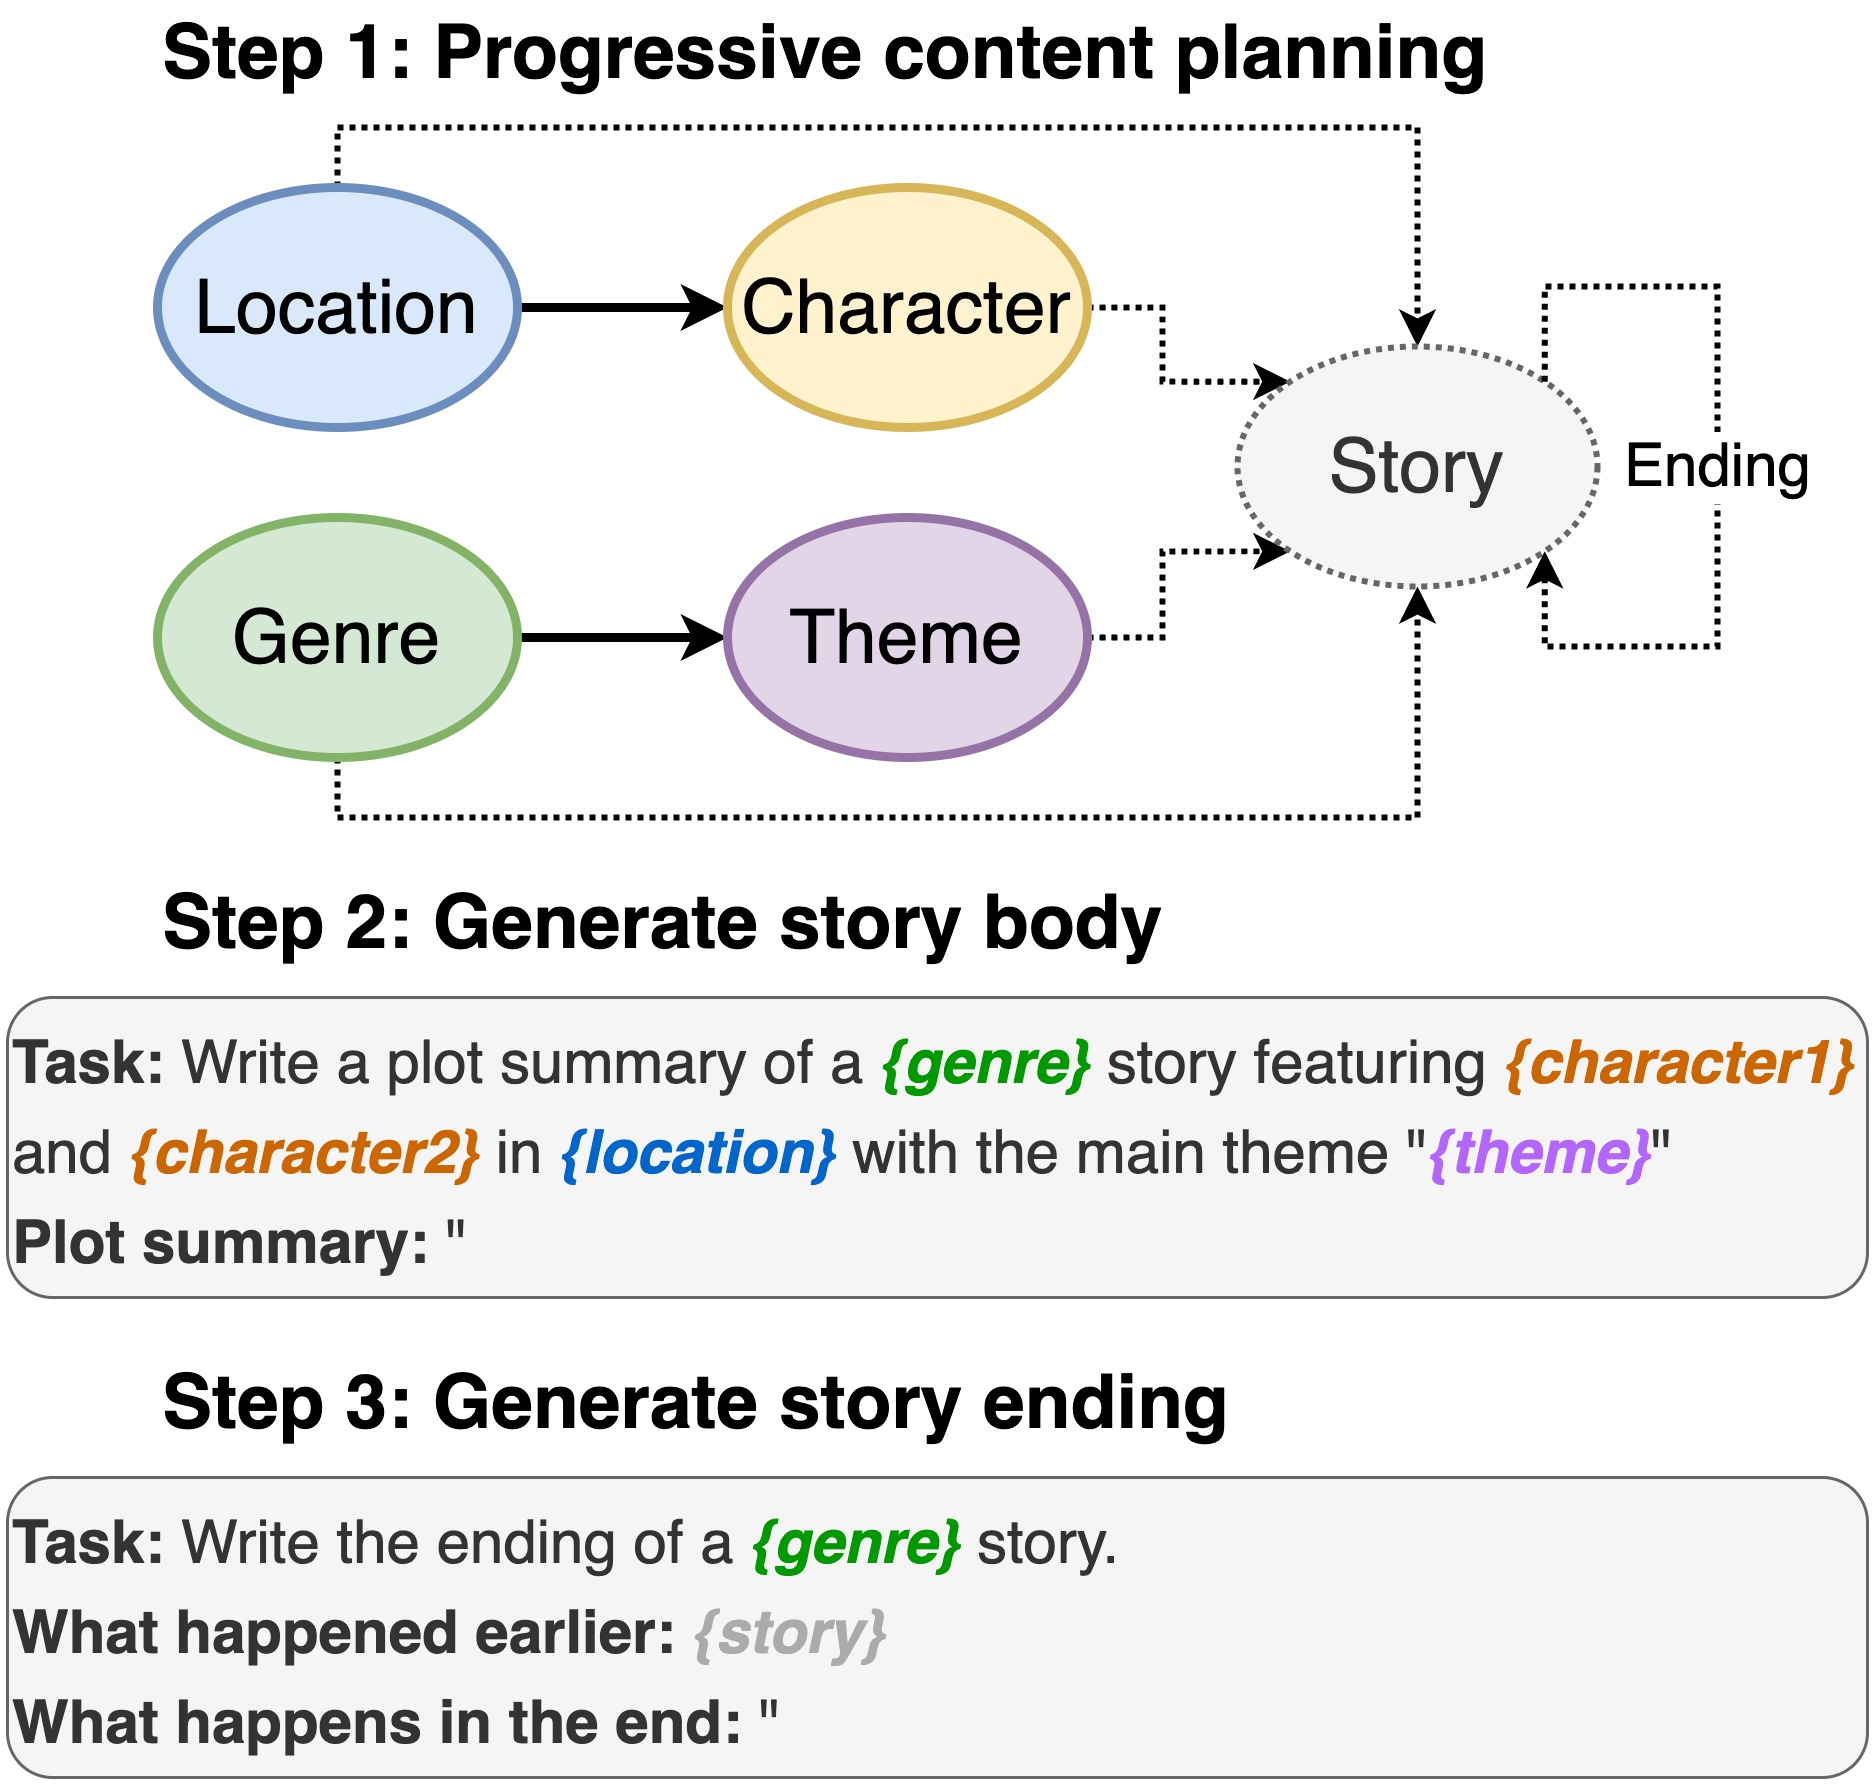 Step 1: Progressive content planning
Location
Character
Story
Ending
Genre
Theme
Step 2: Generate story body
Task: Write a plot summary of a {genre} story featuring {character1}
and {character2} in {location} with the main theme "{theme}"
Plot summary: "
Step 3: Generate story ending
Task: Write the ending of a {genre} story.
What happened earlier: {story}
What happens in the end: "